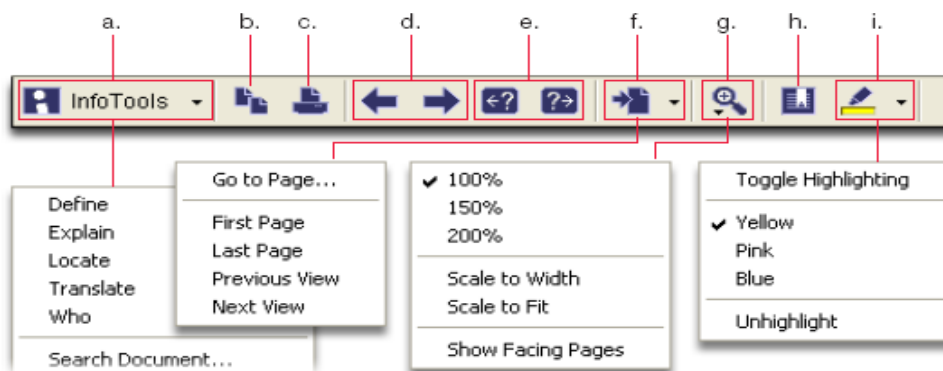 a.
b.
c.
d.
e.
f.
g.
h.
i.
InfoTools
?
?
Define
Explain
Locate
Translate
Who
Search Document...
Go to Page...
First Page
Last Page
Previous View
Next View
100%
150%
200%
Scale to Width
Scale to Fit
Show Facing Pages
Toggle Highlighting
Yellow
Pink
Blue
Unhighlight